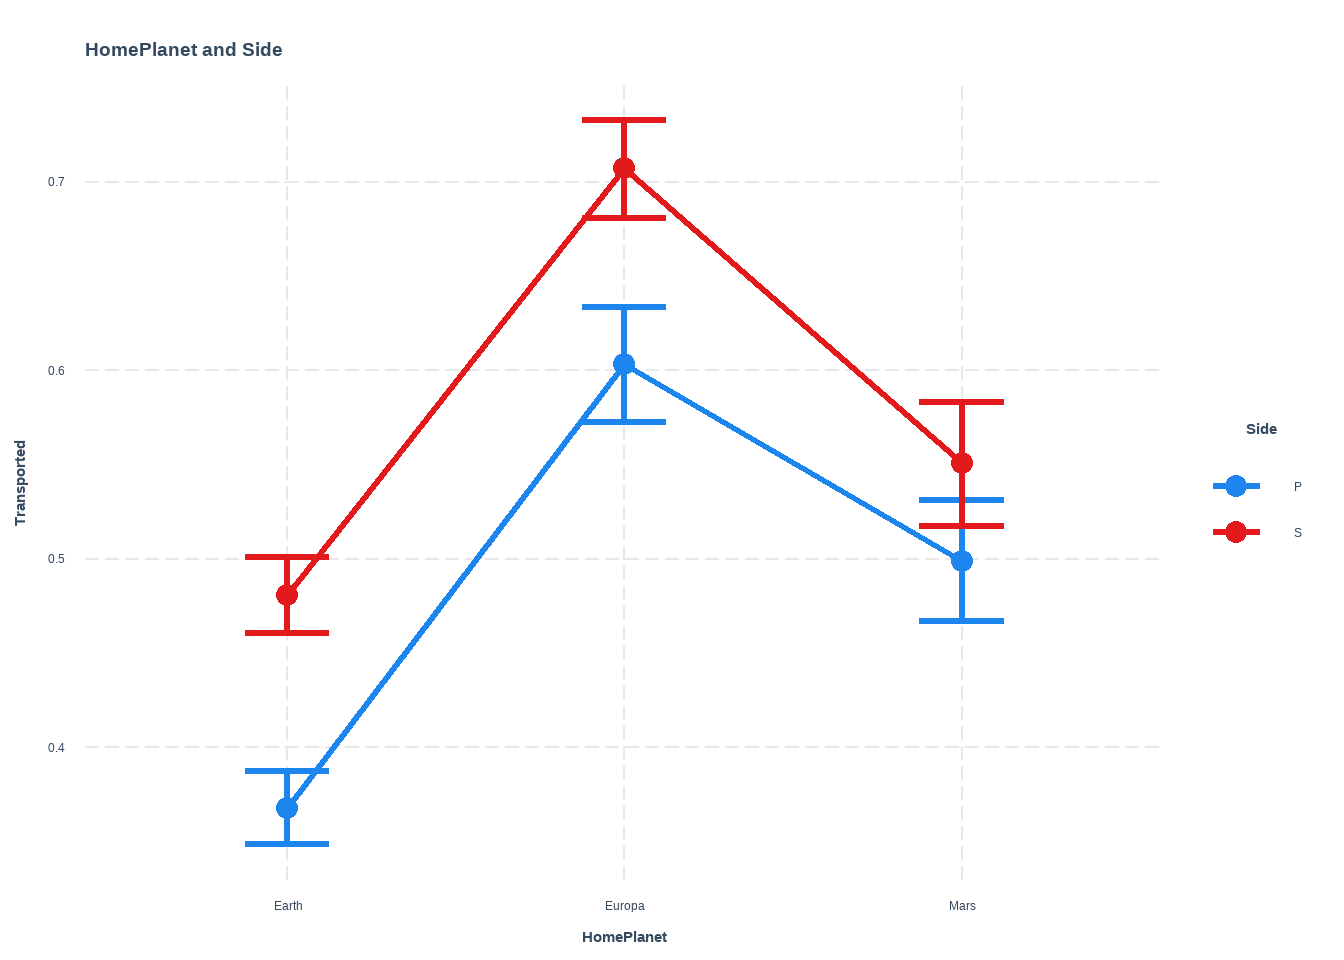 HomePlanet and Side
0.7
0.6
0.5
0.4
Transported
Earth
Europa
Mars
HomePlanet
Side
P
S